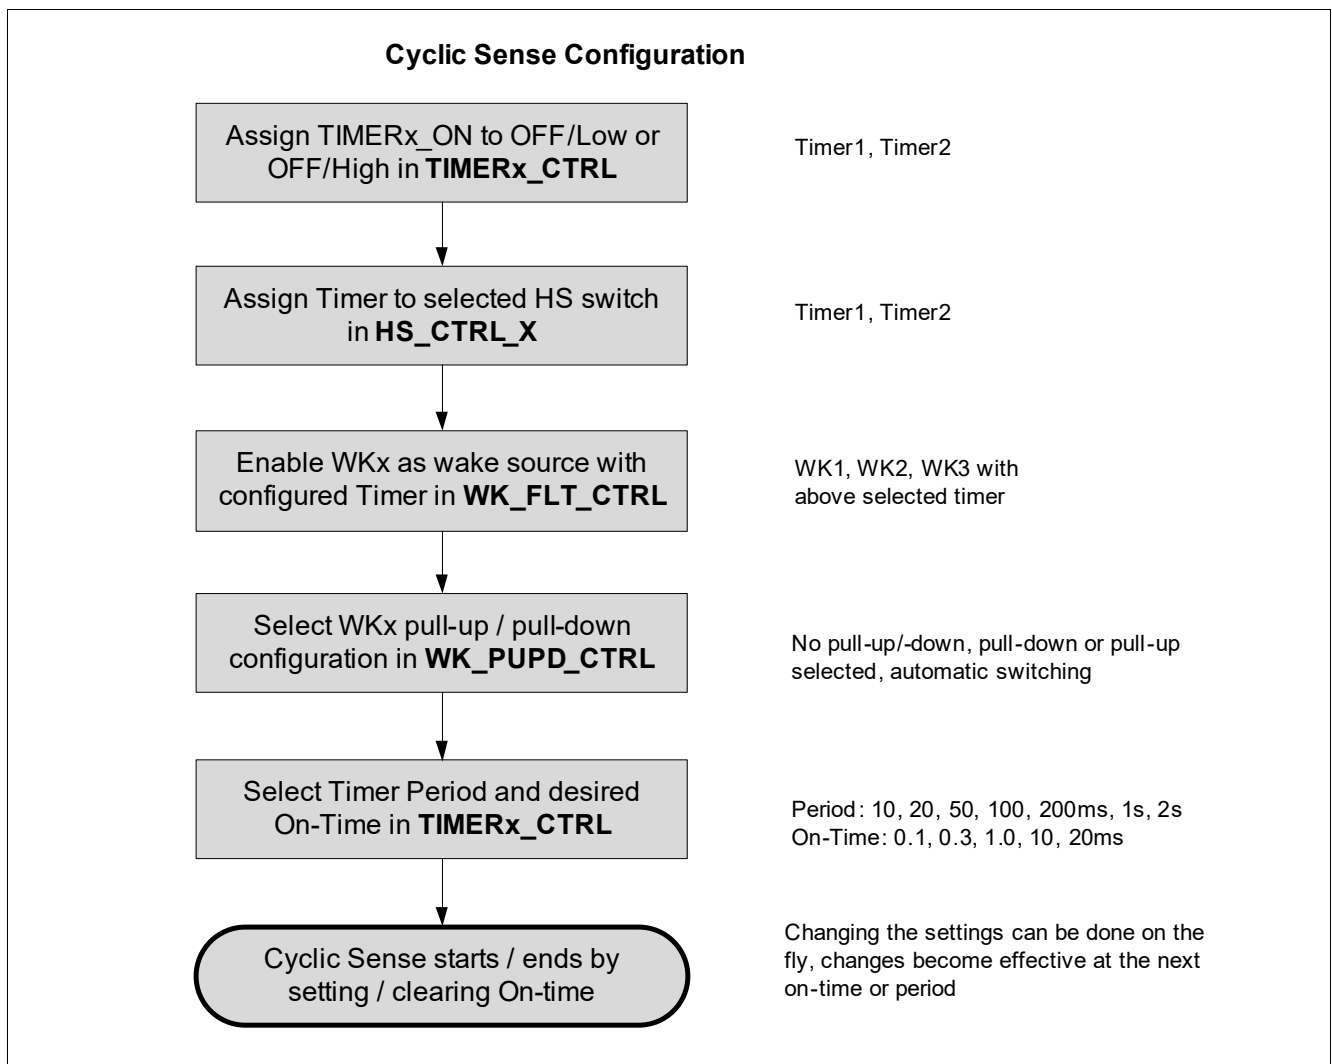 Cyclic Sense Configuration
Assign TIMERx_ON to OFF/Low or
OFF/High in TIMERx_CTRL
Timer1, Timer2
Assign Timer to selected HS switch
in HS_CTRL_X
Timer1, Timer2
Enable WKx as wake source with
configured Timer in WK_FLT_CTRL
WK1, WK2, WK3 with
above selected timer
Select WKx pull-up / pull-down
configuration in WK_PUPD_CTRL
No pull-up/-down, pull-down or pull-up
selected, automatic switching
Select Timer Period and desired
On-Time in TIMERx_CTRL
Period: 10, 20, 50, 100, 200ms, 1s, 2s
On-Time: 0.1, 0.3, 1.0, 10, 20ms
Cyclic Sense starts / ends by
setting / clearing On-time
Changing the settings can be done on the
fly, changes become effective at the next
on-time or period